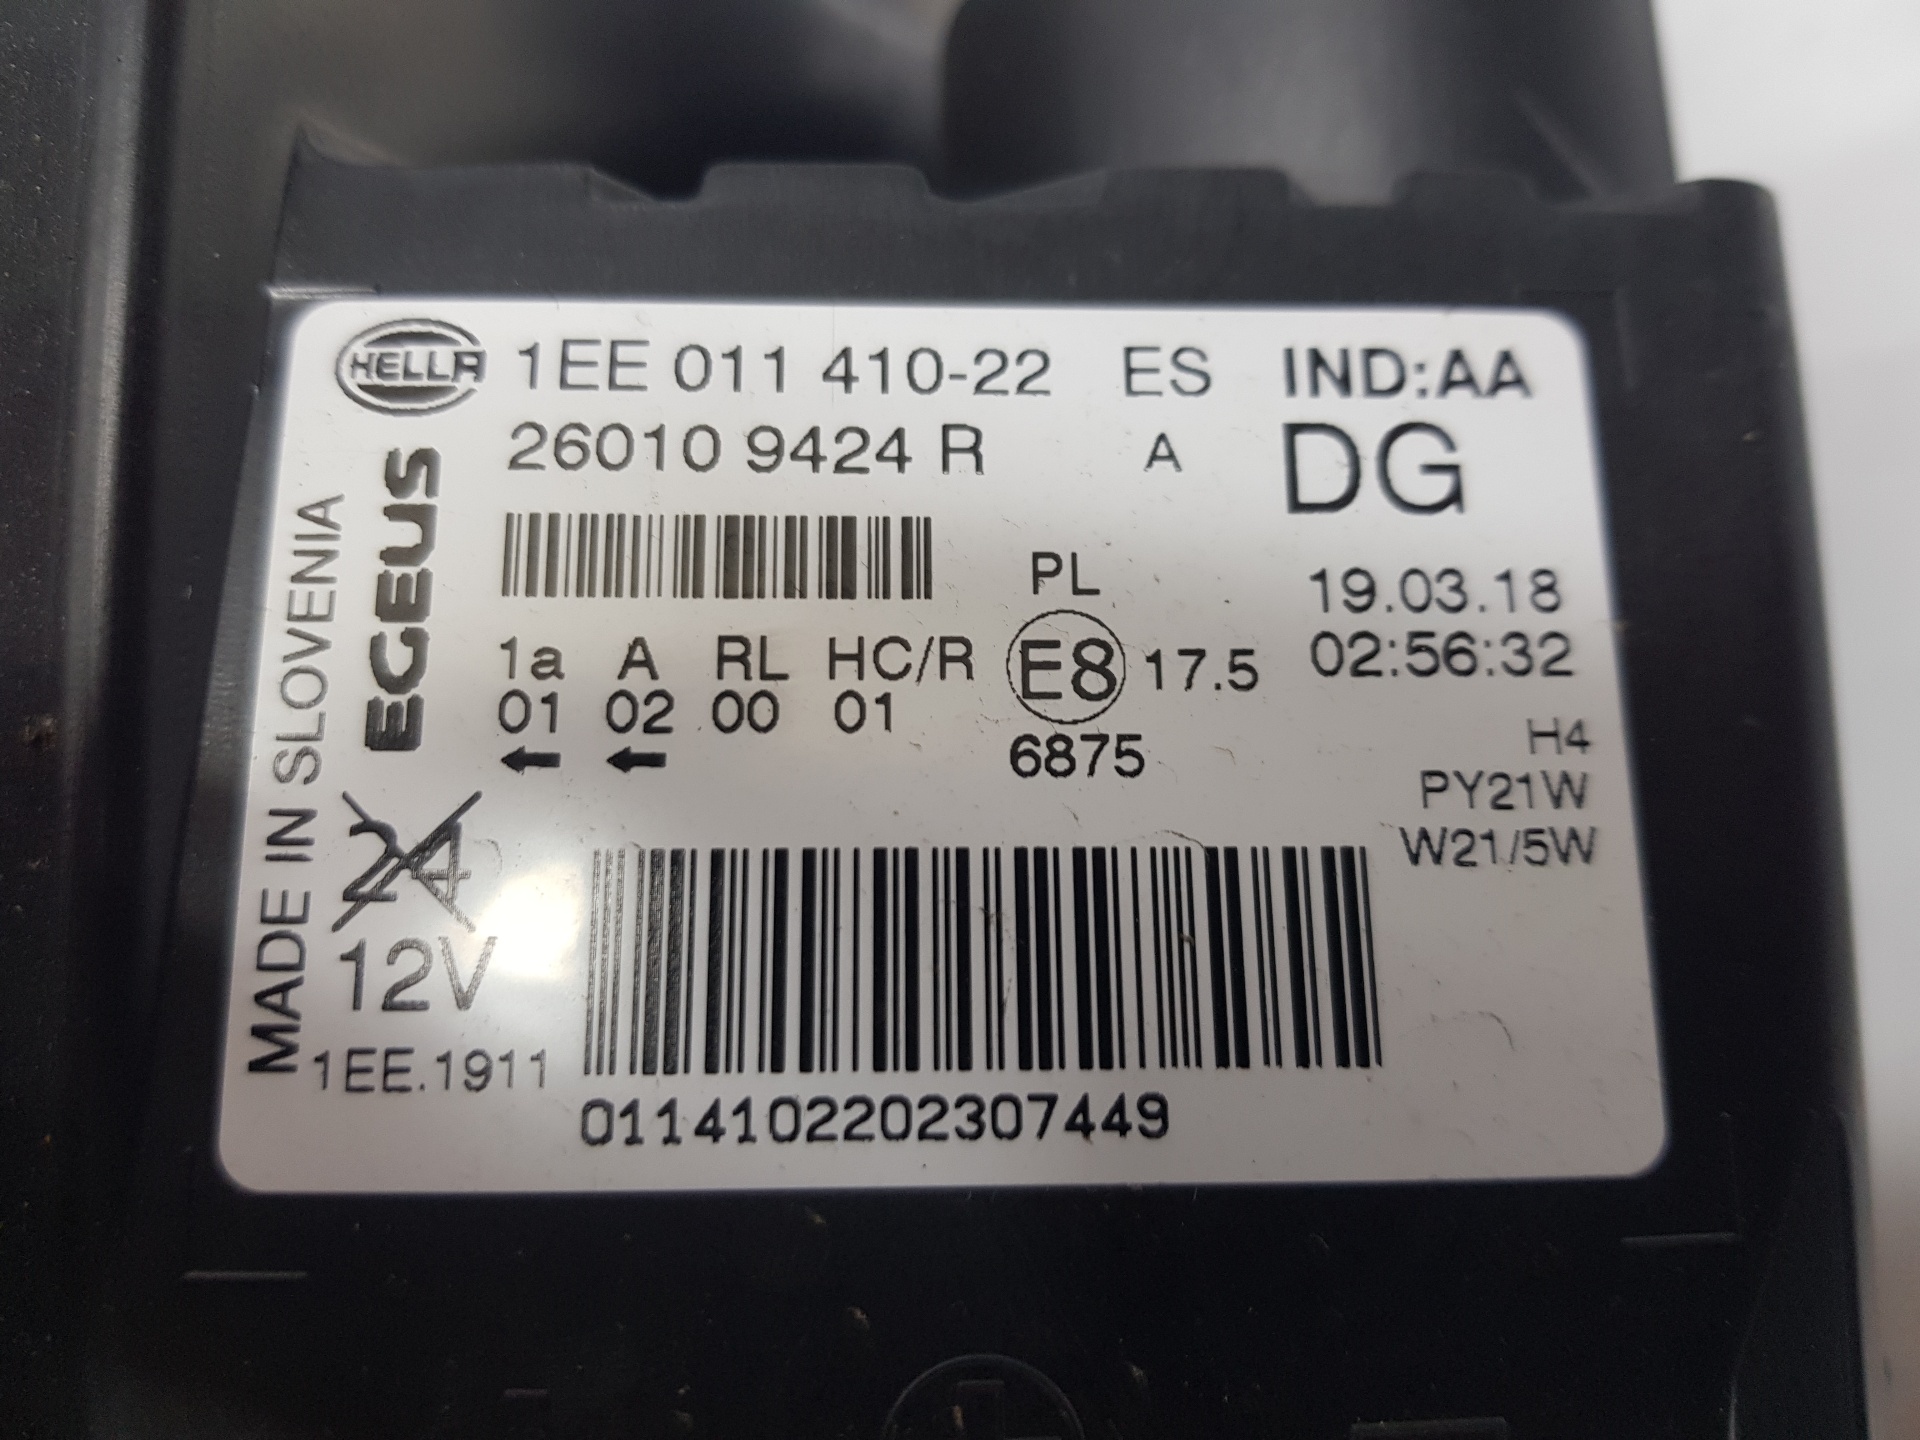 HELLA 1EE 011 410-22 ES IND:AA
26010 9424 R A DG
MADE IN SLOVENIA
EGEUS
PL 19.03.18
1a A RL HC/R E8 17.5 02:56:32
01 02 00 01
6875
H4
PY21W
W21/5W
24
12V
1EE.1911
0114102202307449